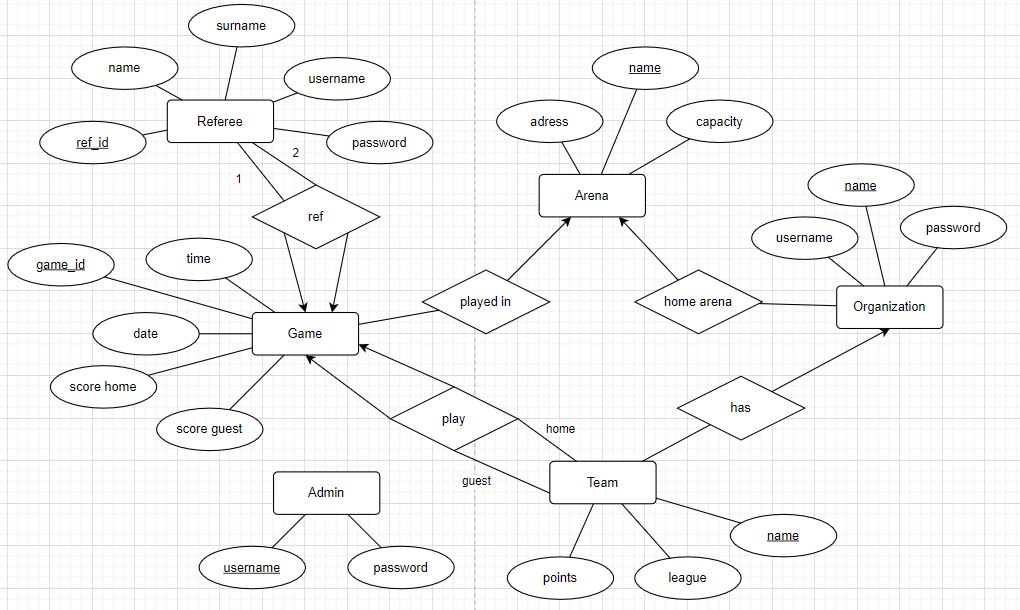 surname
name
username
Referee
ref_id
password
2
1
ref
name
adress
capacity
Arena
name
username
password
Organization
game_id
time
date
Game
score home
score guest
played in
home arena
play
home
guest
has
Team
points
league
name
Admin
username
password